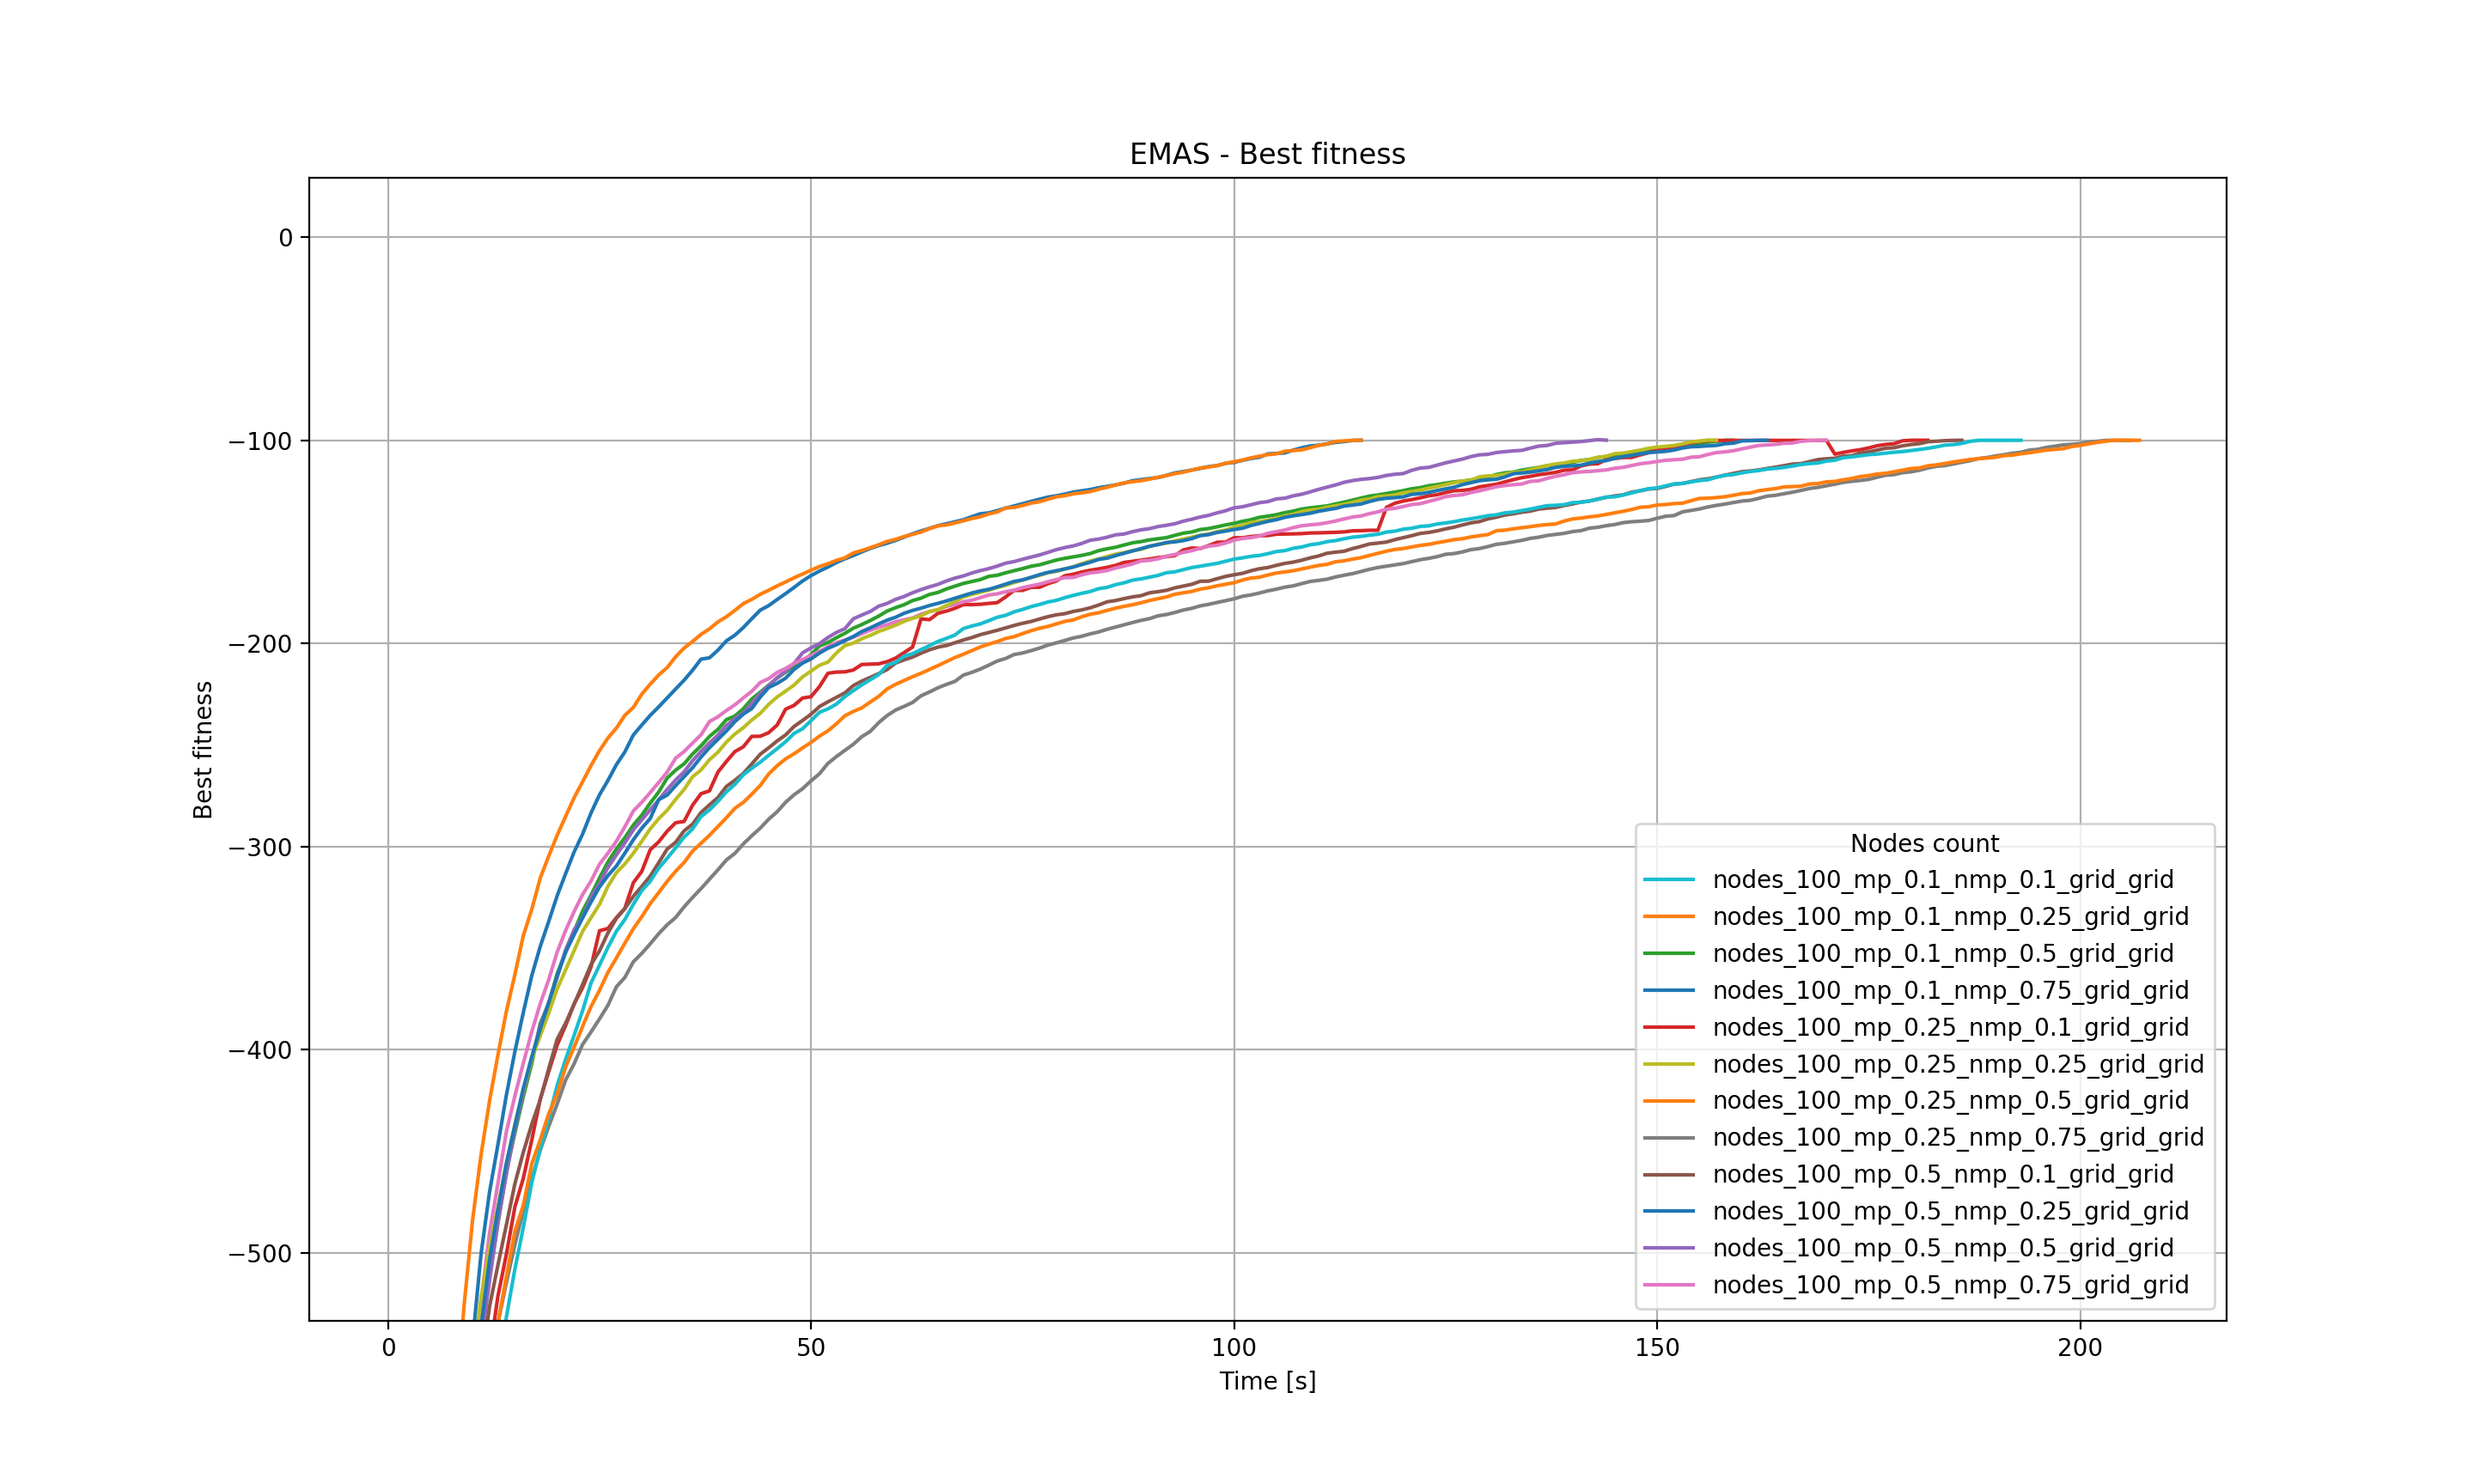 EMAS - Best fitness
0
−100
−200
−300
−400
−500
Best fitness
0
50
100
150
200
Time [s]
Nodes count
nodes_100_mp_0.1_nmp_0.1_grid_grid
nodes_100_mp_0.1_nmp_0.25_grid_grid
nodes_100_mp_0.1_nmp_0.5_grid_grid
nodes_100_mp_0.1_nmp_0.75_grid_grid
nodes_100_mp_0.25_nmp_0.1_grid_grid
nodes_100_mp_0.25_nmp_0.25_grid_grid
nodes_100_mp_0.25_nmp_0.5_grid_grid
nodes_100_mp_0.25_nmp_0.75_grid_grid
nodes_100_mp_0.5_nmp_0.1_grid_grid
nodes_100_mp_0.5_nmp_0.25_grid_grid
nodes_100_mp_0.5_nmp_0.5_grid_grid
nodes_100_mp_0.5_nmp_0.75_grid_grid